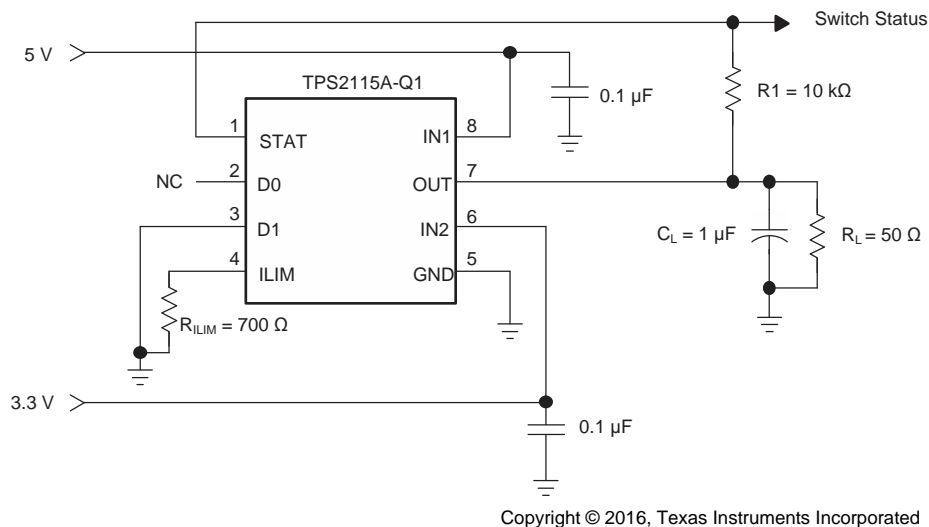 Switch Status
5 V
TPS2115A-Q1
0.1 µF
R1 = 10 kΩ
1
STAT
IN1
8
NC
2
D0
OUT
7
3
D1
IN2
6
C_L = 1 µF
R_L = 50 Ω
4
ILIM
GND
5
R_ILIM = 700 Ω
3.3 V
0.1 µF
Copyright © 2016, Texas Instruments Incorporated